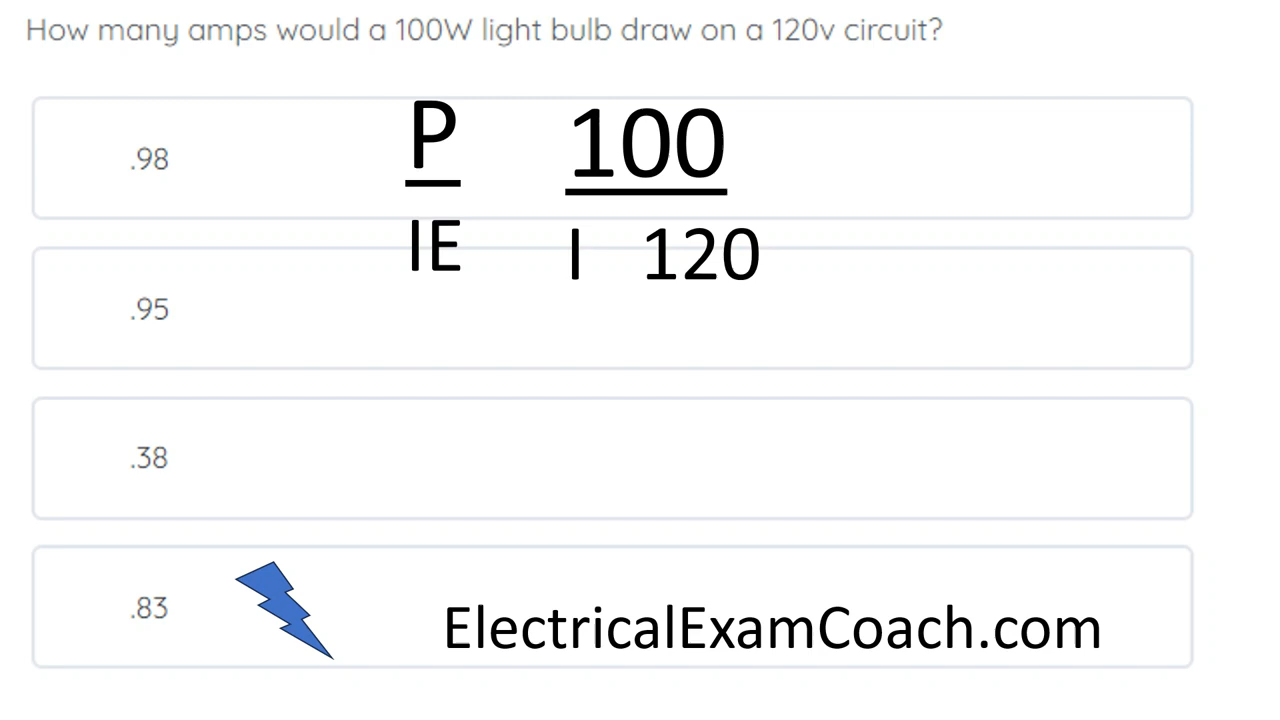 How many amps would a 100W light bulb draw on a 120v circuit?
.98
P 100
IE I 120
.95
.38
.83
ElectricalExamCoach.com